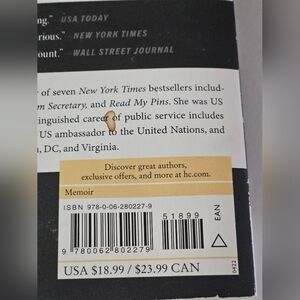 ng." - USA TODAY
rious." - NEW YORK TIMES
ount." - WALL STREET JOURNAL
r of seven New York Times bestsellers includ-
m Secretary, and Read My Pins. She was US
tinguished career of public service includes
US ambassador to the United Nations, and
, DC, and Virginia.
Discover great authors,
exclusive offers, and more at hc.com.
Memoir
ISBN 978-0-06-280227-9
51899
EAN
9 780062 802279
USA $18.99 / $23.99 CAN
0422